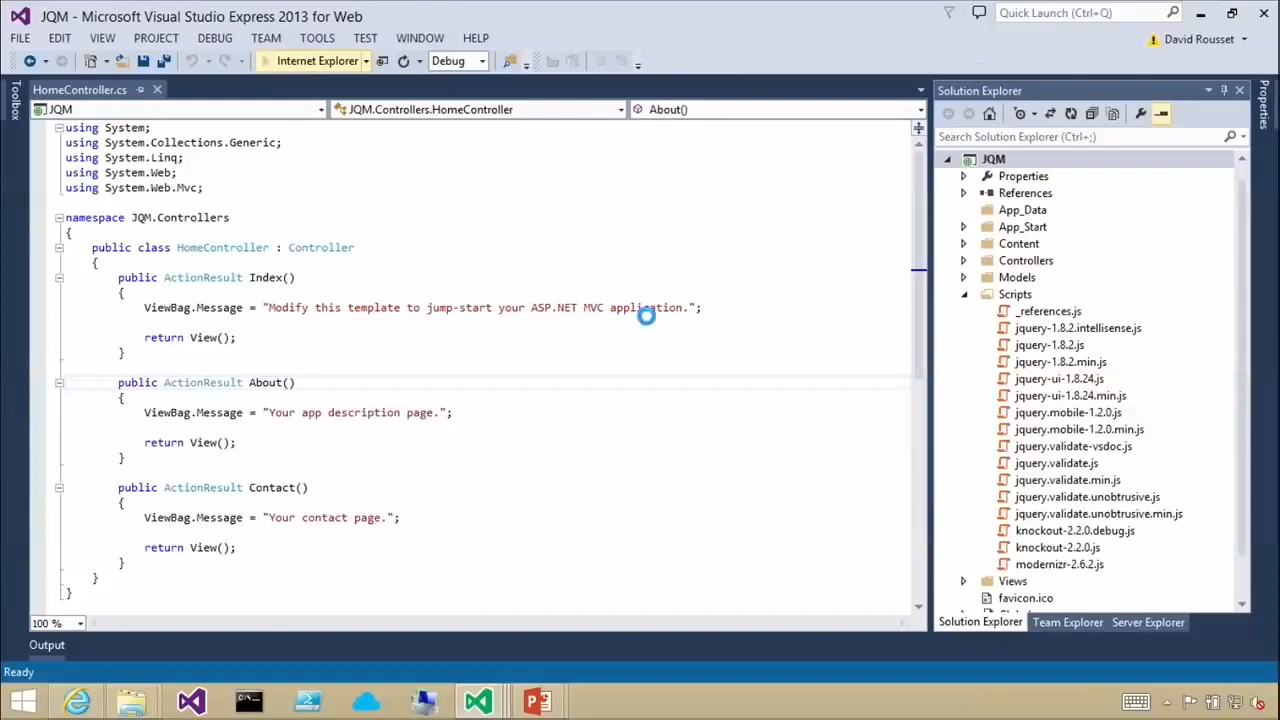 JQM - Microsoft Visual Studio Express 2013 for Web
Quick Launch (Ctrl+Q)
FILE EDIT VIEW PROJECT DEBUG TEAM TOOLS TEST WINDOW HELP
David Rousset
Internet Explorer
Debug
Toolbox
HomeController.cs
JQM
JQM.Controllers.HomeController
About()
using System;
using System.Collections.Generic;
using System.Linq;
using System.Web;
using System.Web.Mvc;
namespace JQM.Controllers
{
public class HomeController : Controller
{
public ActionResult Index()
{
ViewBag.Message = "Modify this template to jump-start your ASP.NET MVC application.";
return View();
}
public ActionResult About()
{
ViewBag.Message = "Your app description page.";
return View();
}
public ActionResult Contact()
{
ViewBag.Message = "Your contact page.";
return View();
}
}
}
100 %
Output
Ready
Solution Explorer
Search Solution Explorer (Ctrl+;)
JQM
Properties
References
App_Data
App_Start
Content
Controllers
Models
Scripts
_references.js
jquery-1.8.2.intellisense.js
jquery-1.8.2.js
jquery-1.8.2.min.js
jquery-ui-1.8.24.js
jquery-ui-1.8.24.min.js
jquery.mobile-1.2.0.js
jquery.mobile-1.2.0.min.js
jquery.validate-vsdoc.js
jquery.validate.js
jquery.validate.min.js
jquery.validate.unobtrusive.js
jquery.validate.unobtrusive.min.js
knockout-2.2.0.debug.js
knockout-2.2.0.js
modernizr-2.6.2.js
Views
favicon.ico
Solution Explorer Team Explorer Server Explorer
Properties